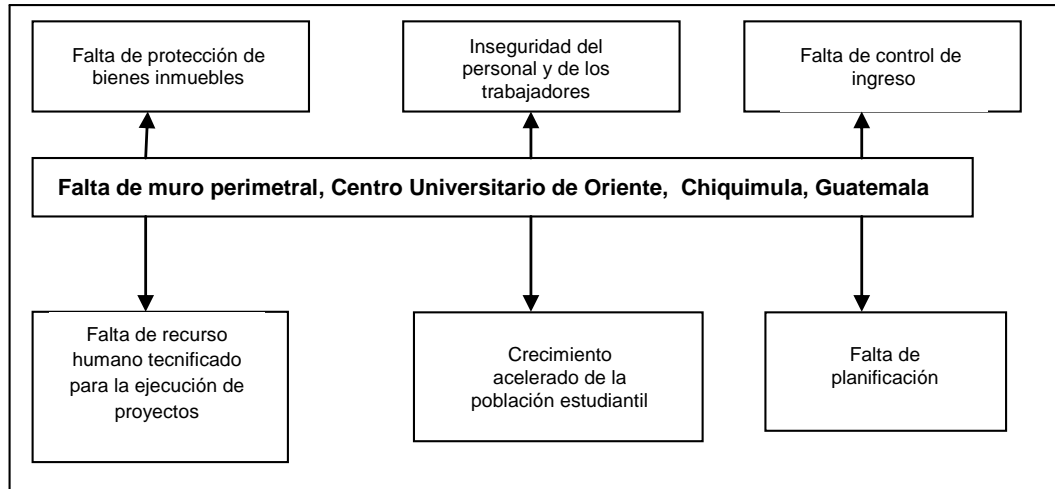 Falta de protección de
bienes inmuebles
Inseguridad del
personal y de los
trabajadores
Falta de control de
ingreso
Falta de muro perimetral, Centro Universitario de Oriente, Chiquimula, Guatemala
Falta de recurso
humano tecnificado
para la ejecución de
proyectos
Crecimiento
acelerado de la
población estudiantil
Falta de
planificación